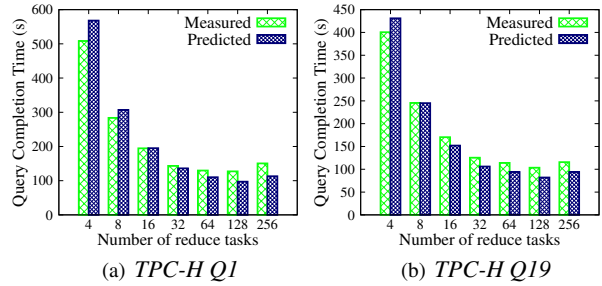 Query Completion Time (s)
600
500
400
300
200
100
0
Measured
Predicted
4 8 16 32 64 128 256
Number of reduce tasks
(a) TPC-H Q1
Query Completion Time (s)
450
400
350
300
250
200
150
100
50
0
Measured
Predicted
4 8 16 32 64 128 256
Number of reduce tasks
(b) TPC-H Q19